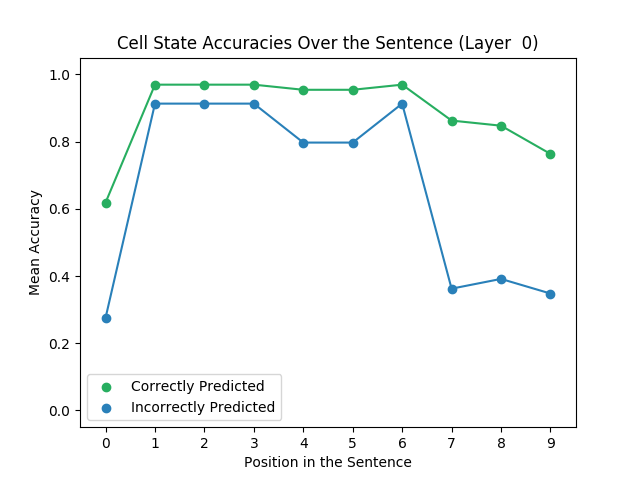 Cell State Accuracies Over the Sentence (Layer  0)
1.0
0.8
0.6
0.4
0.2
0.0
Mean Accuracy
Correctly Predicted
Incorrectly Predicted
0 1 2 3 4 5 6 7 8 9
Position in the Sentence